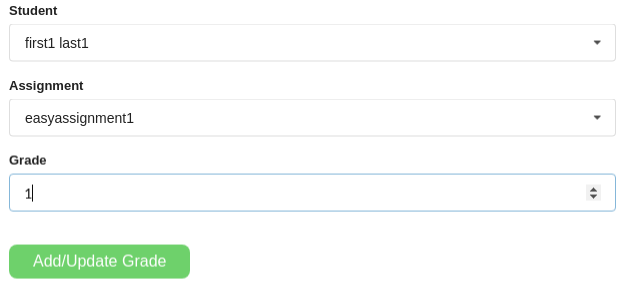 Student
first1 last1
Assignment
easyassignment1
Grade
1
Add/Update Grade